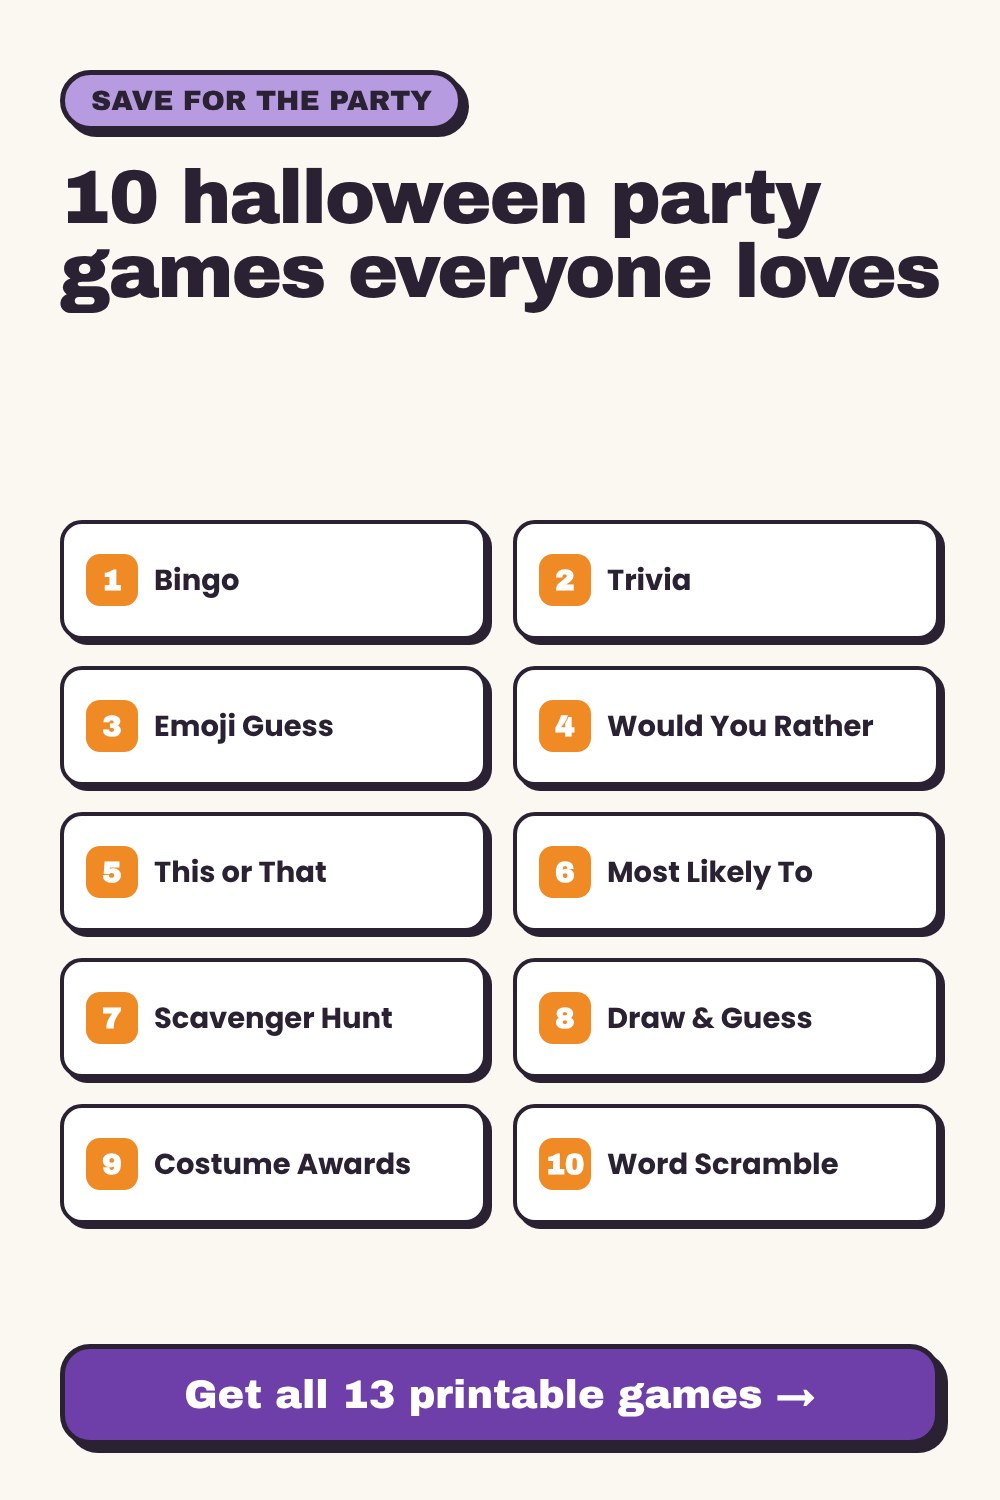 SAVE FOR THE PARTY
10 halloween party
games everyone loves
1 Bingo
2 Trivia
3 Emoji Guess
4 Would You Rather
5 This or That
6 Most Likely To
7 Scavenger Hunt
8 Draw & Guess
9 Costume Awards
10 Word Scramble
Get all 13 printable games →